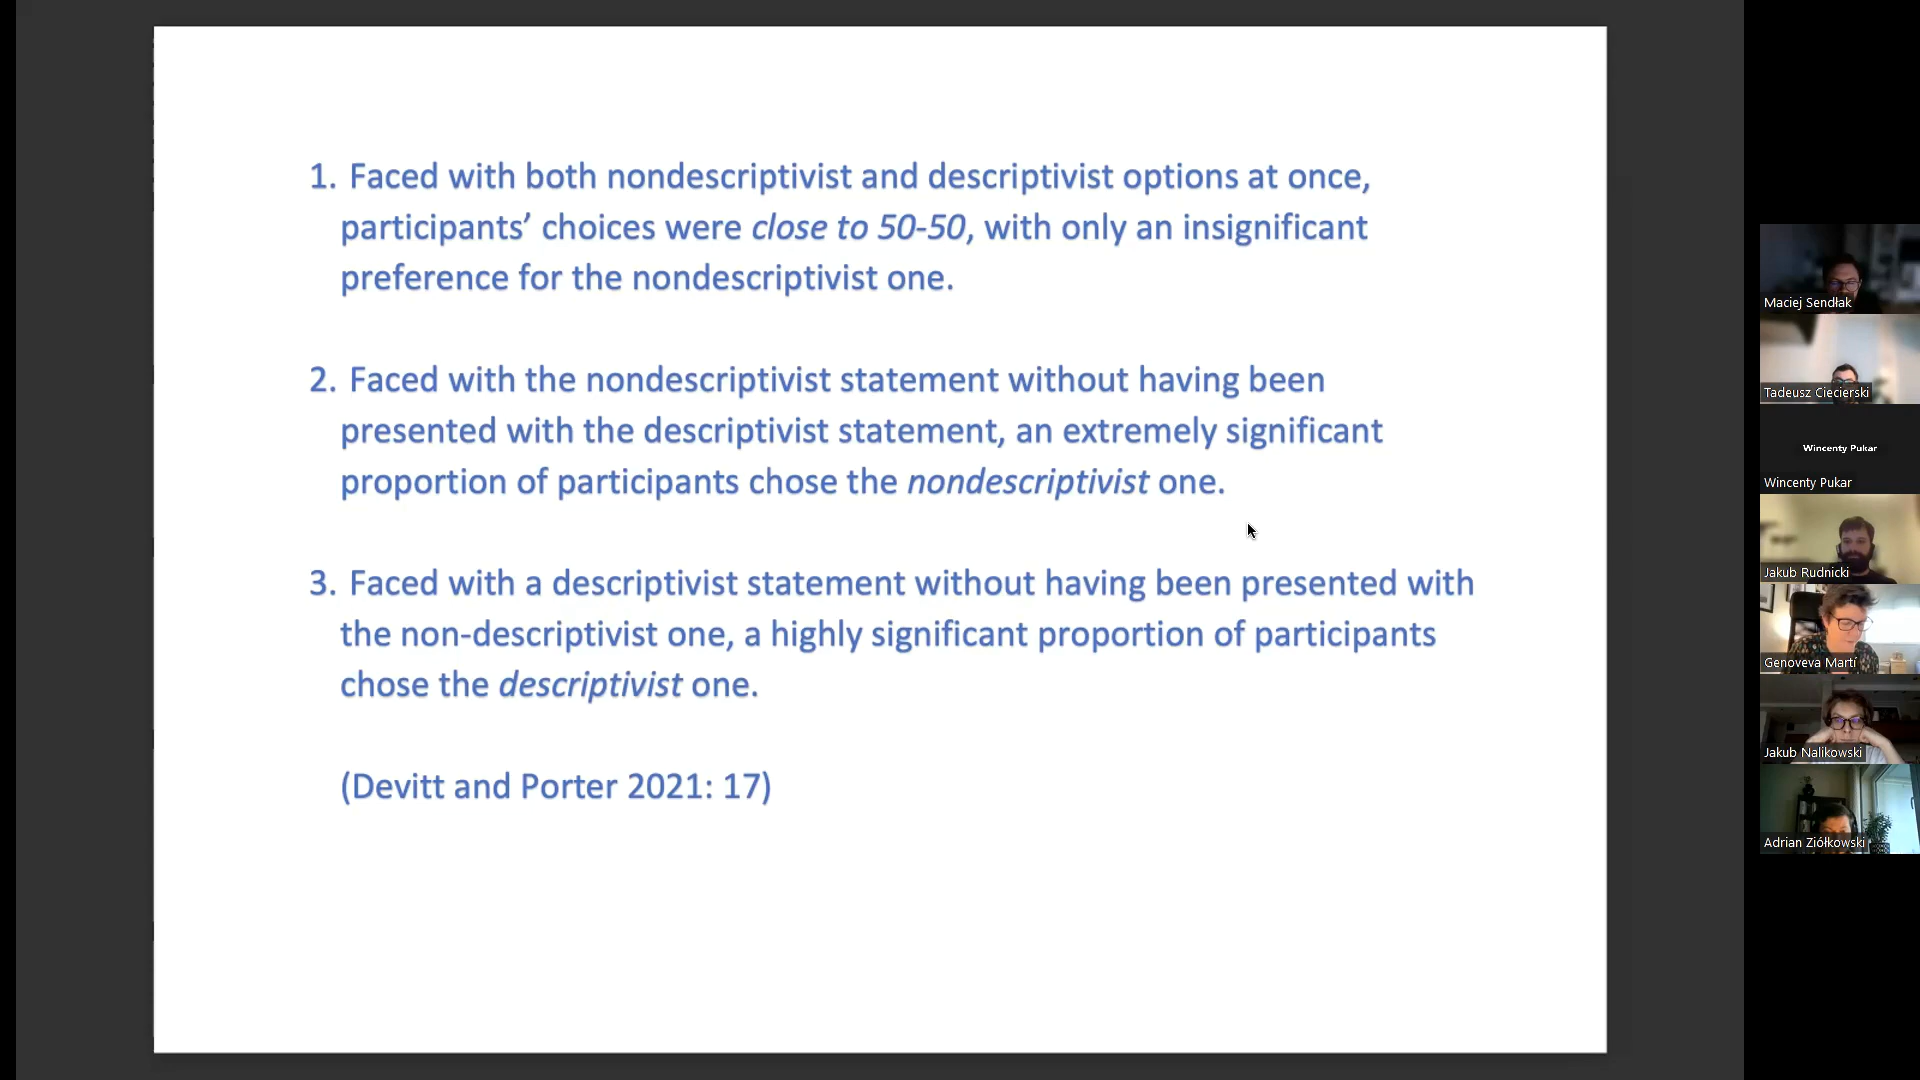 1. Faced with both nondescriptivist and descriptivist options at once,
participants’ choices were close to 50-50, with only an insignificant
preference for the nondescriptivist one.
2. Faced with the nondescriptivist statement without having been
presented with the descriptivist statement, an extremely significant
proportion of participants chose the nondescriptivist one.
3. Faced with a descriptivist statement without having been presented with
the non-descriptivist one, a highly significant proportion of participants
chose the descriptivist one.
(Devitt and Porter 2021: 17)
Maciej Sendłak
Tadeusz Ciecierski
Wincenty Pukar
Wincenty Pukar
Jakub Rudnicki
Genoveva Martí
Jakub Nalikowski
Adrian Ziółkowski